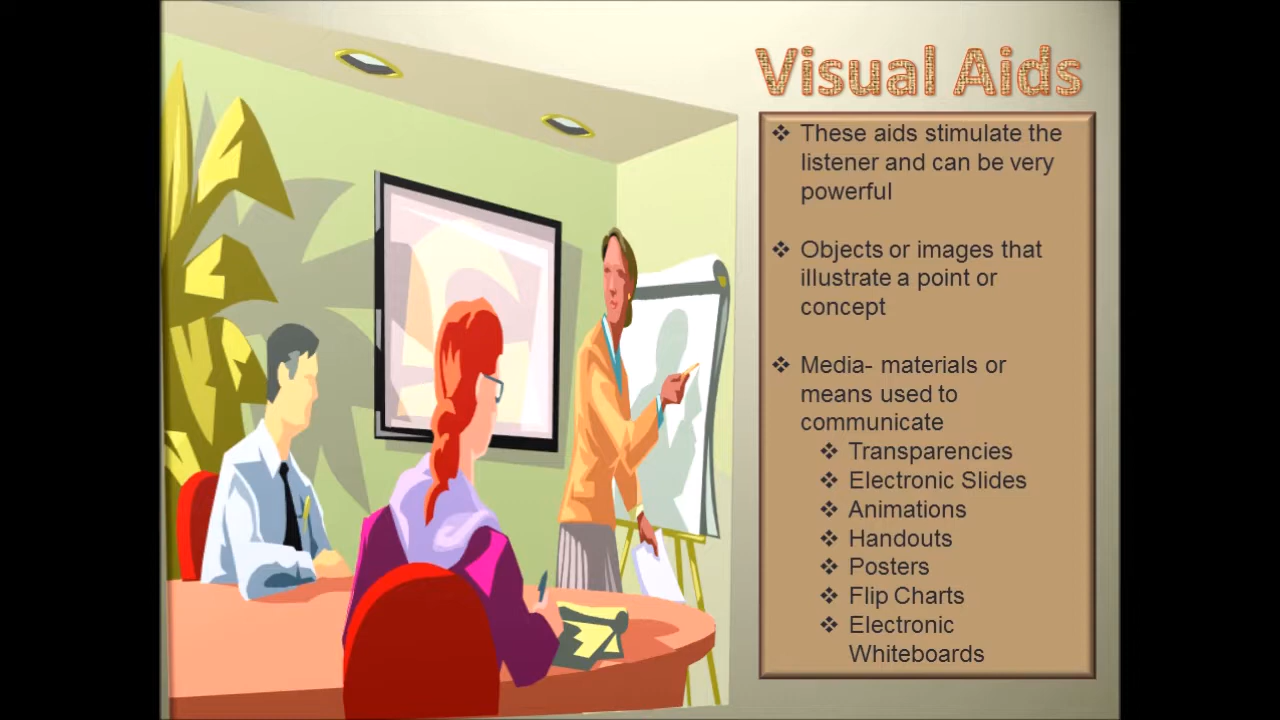 Visual Aids
❖ These aids stimulate the
listener and can be very
powerful
❖ Objects or images that
illustrate a point or
concept
❖ Media- materials or
means used to
communicate
❖ Transparencies
❖ Electronic Slides
❖ Animations
❖ Handouts
❖ Posters
❖ Flip Charts
❖ Electronic
Whiteboards